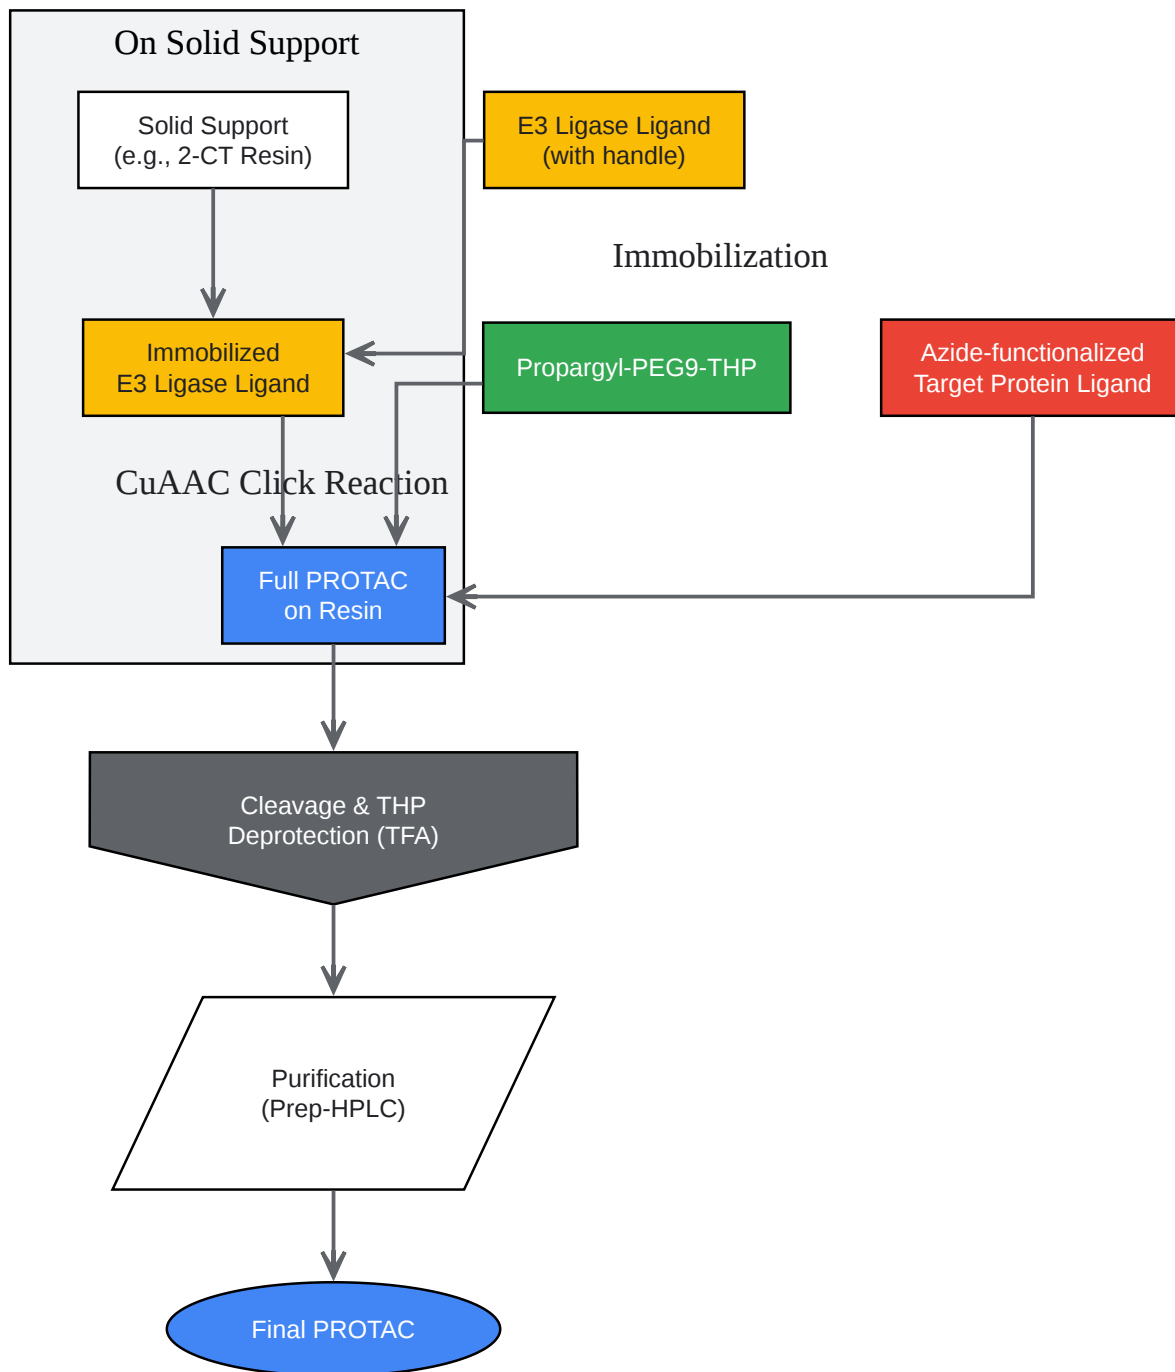 On Solid Support
Solid Support
(e.g., 2-CT Resin)
E3 Ligase Ligand
(with handle)
Immobilization
Immobilized
E3 Ligase Ligand
Propargyl-PEG9-THP
Azide-functionalized
Target Protein Ligand
CuAAC Click Reaction
Full PROTAC
on Resin
Cleavage & THP
Deprotection (TFA)
Purification
(Prep-HPLC)
Final PROTAC